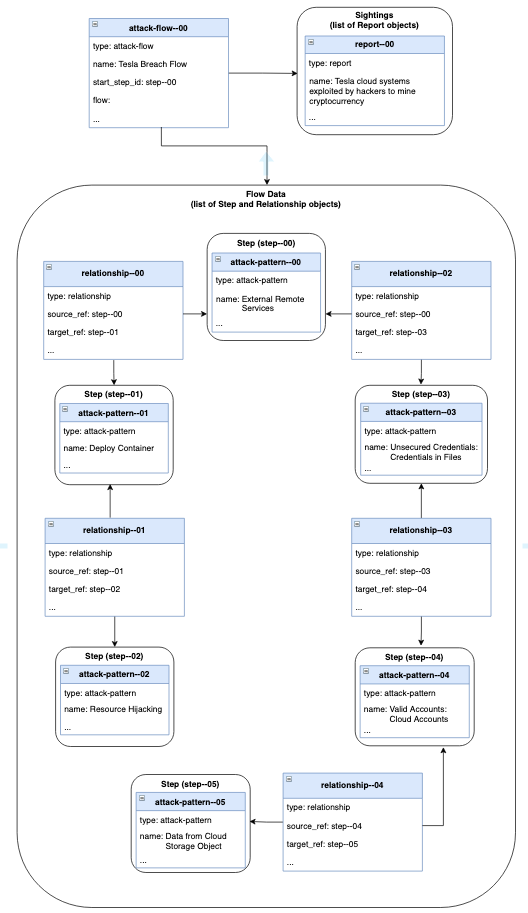 attack-flow--00
type: attack-flow
name: Tesla Breach Flow
start_step_id: step--00
flow:
...
Sightings
(list of Report objects)
report--00
type: report
name: Tesla cloud systems
exploited by hackers to mine
cryptocurrency
...
Flow Data
(list of Step and Relationship objects)
relationship--00
type: relationship
source_ref: step--00
target_ref: step--01
...
Step (step--00)
attack-pattern--00
type: attack-pattern
name: External Remote
Services
...
relationship--02
type: relationship
source_ref: step--00
target_ref: step--03
...
Step (step--01)
attack-pattern--01
type: attack-pattern
name: Deploy Container
...
Step (step--03)
attack-pattern--03
type: attack-pattern
name: Unsecured Credentials:
Credentials in Files
...
relationship--01
type: relationship
source_ref: step--01
target_ref: step--02
...
relationship--03
type: relationship
source_ref: step--03
target_ref: step--04
...
Step (step--02)
attack-pattern--02
type: attack-pattern
name: Resource Hijacking
...
Step (step--04)
attack-pattern--04
type: attack-pattern
name: Valid Accounts:
Cloud Accounts
...
Step (step--05)
attack-pattern--05
type: attack-pattern
name: Data from Cloud
Storage Object
...
relationship--04
type: relationship
source_ref: step--04
target_ref: step--05
...